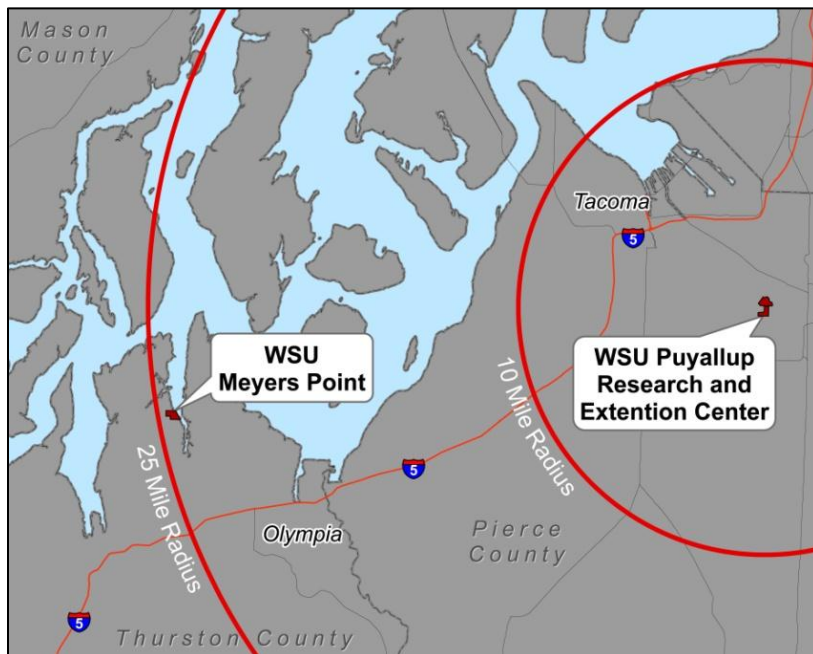 Mason
County
Tacoma
5
WSU
Meyers Point
WSU Puyallup
Research and
Extention Center
10 Mile Radius
25 Mile Radius
5
Olympia
Pierce
County
5
Thurston County